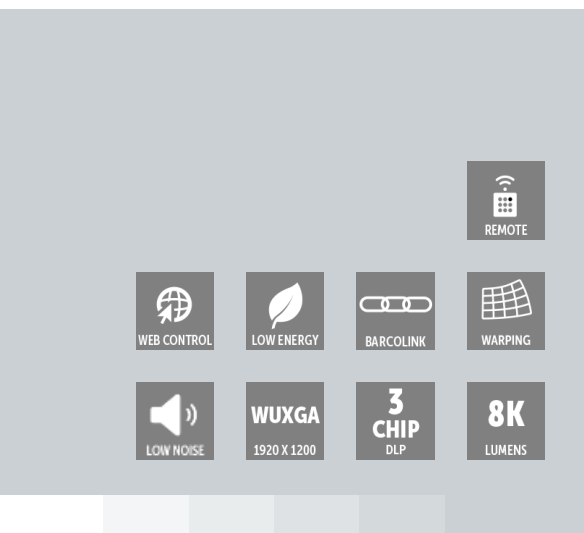 REMOTE
WEB CONTROL
LOW ENERGY
BARCOLINK
WARPING
LOW NOISE
WUXGA
1920 X 1200
3
CHIP
DLP
8K
LUMENS